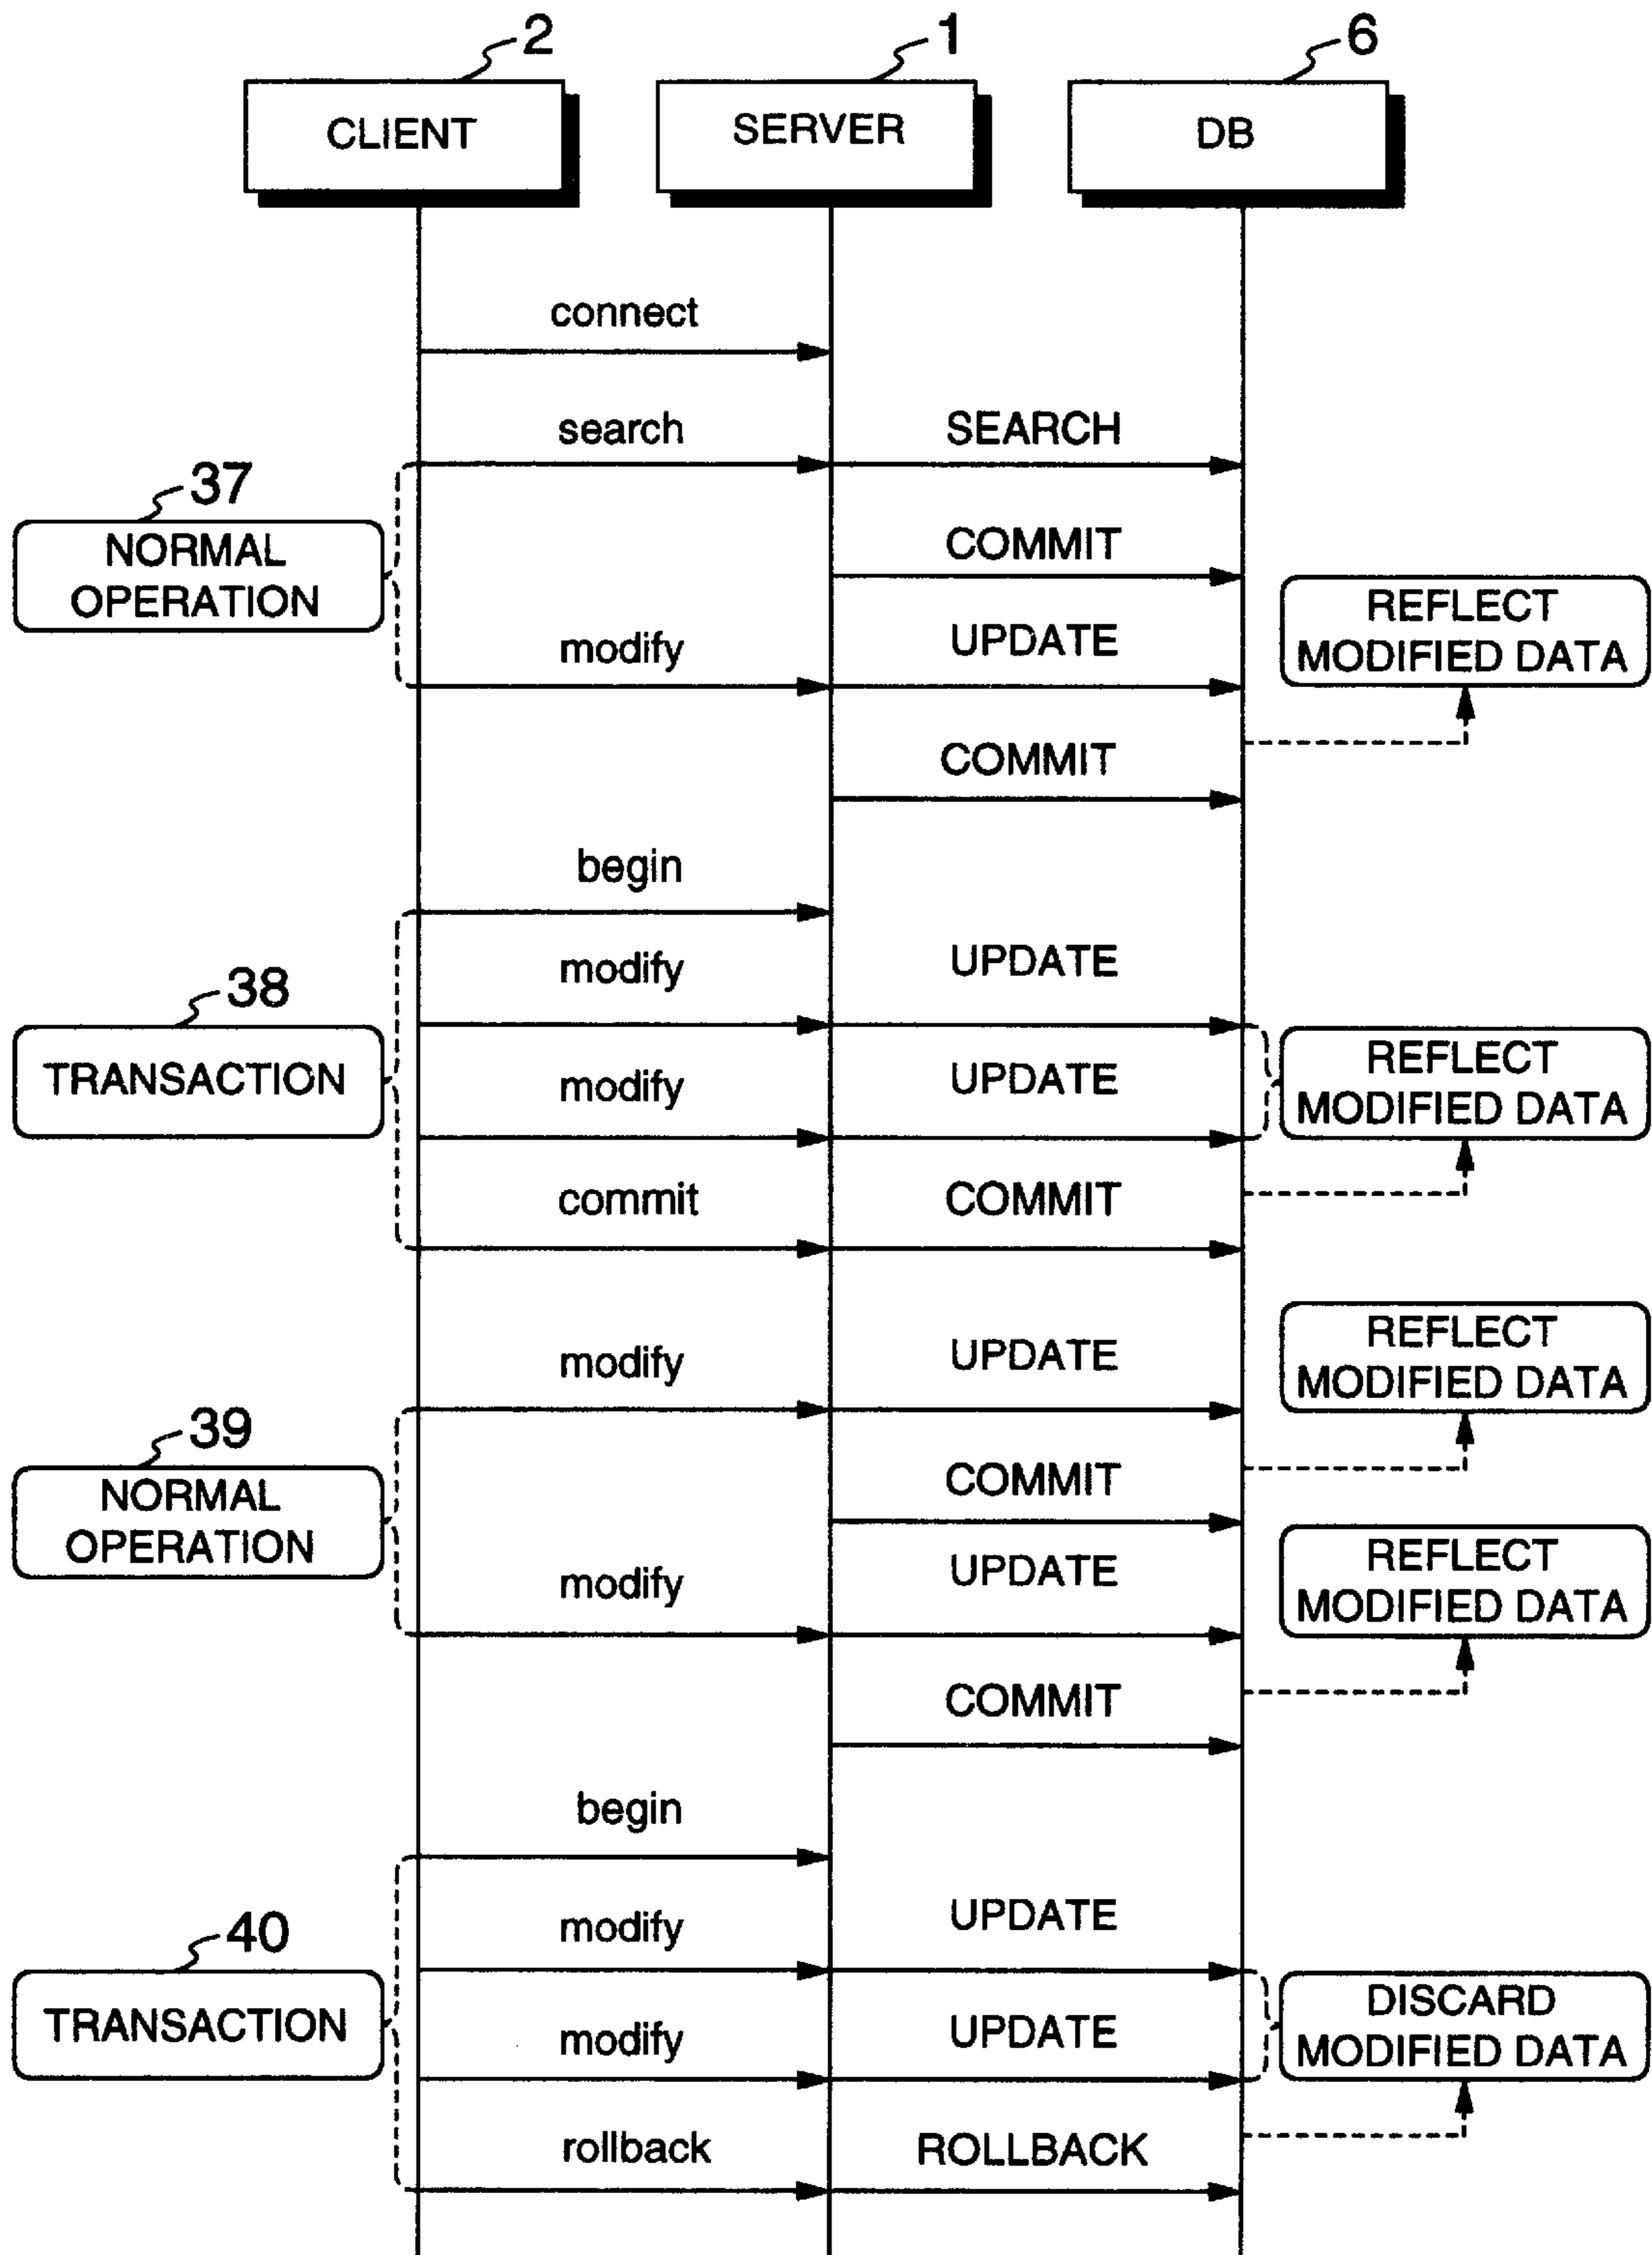 2
1
6
CLIENT
SERVER
DB
connect
search
SEARCH
37
NORMAL
OPERATION
COMMIT
REFLECT
MODIFIED DATA
modify
UPDATE
COMMIT
begin
modify
UPDATE
38
TRANSACTION
modify
UPDATE
REFLECT
MODIFIED DATA
commit
COMMIT
modify
UPDATE
REFLECT
MODIFIED DATA
39
NORMAL
OPERATION
COMMIT
modify
UPDATE
REFLECT
MODIFIED DATA
COMMIT
begin
modify
UPDATE
40
TRANSACTION
modify
UPDATE
DISCARD
MODIFIED DATA
rollback
ROLLBACK